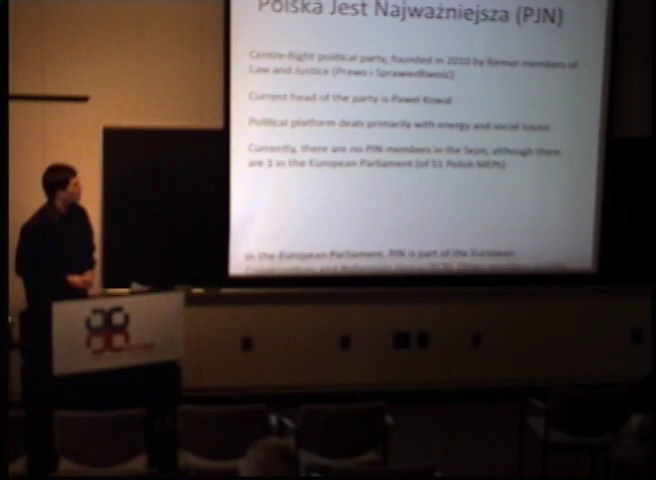 Polska Jest Najważniejsza (PJN)
Centre-Right political party, founded in 2010 by former members of
Law and Justice (Prawo i Sprawiedliwość)
Current head of the party is Paweł Kowal
Political platform deals primarily with energy and social issues
Currently, there are no PJN members in the Sejm, although there
are 3 in the European Parliament (of 51 Polish MEPs)
In the European Parliament, PJN is part of the European